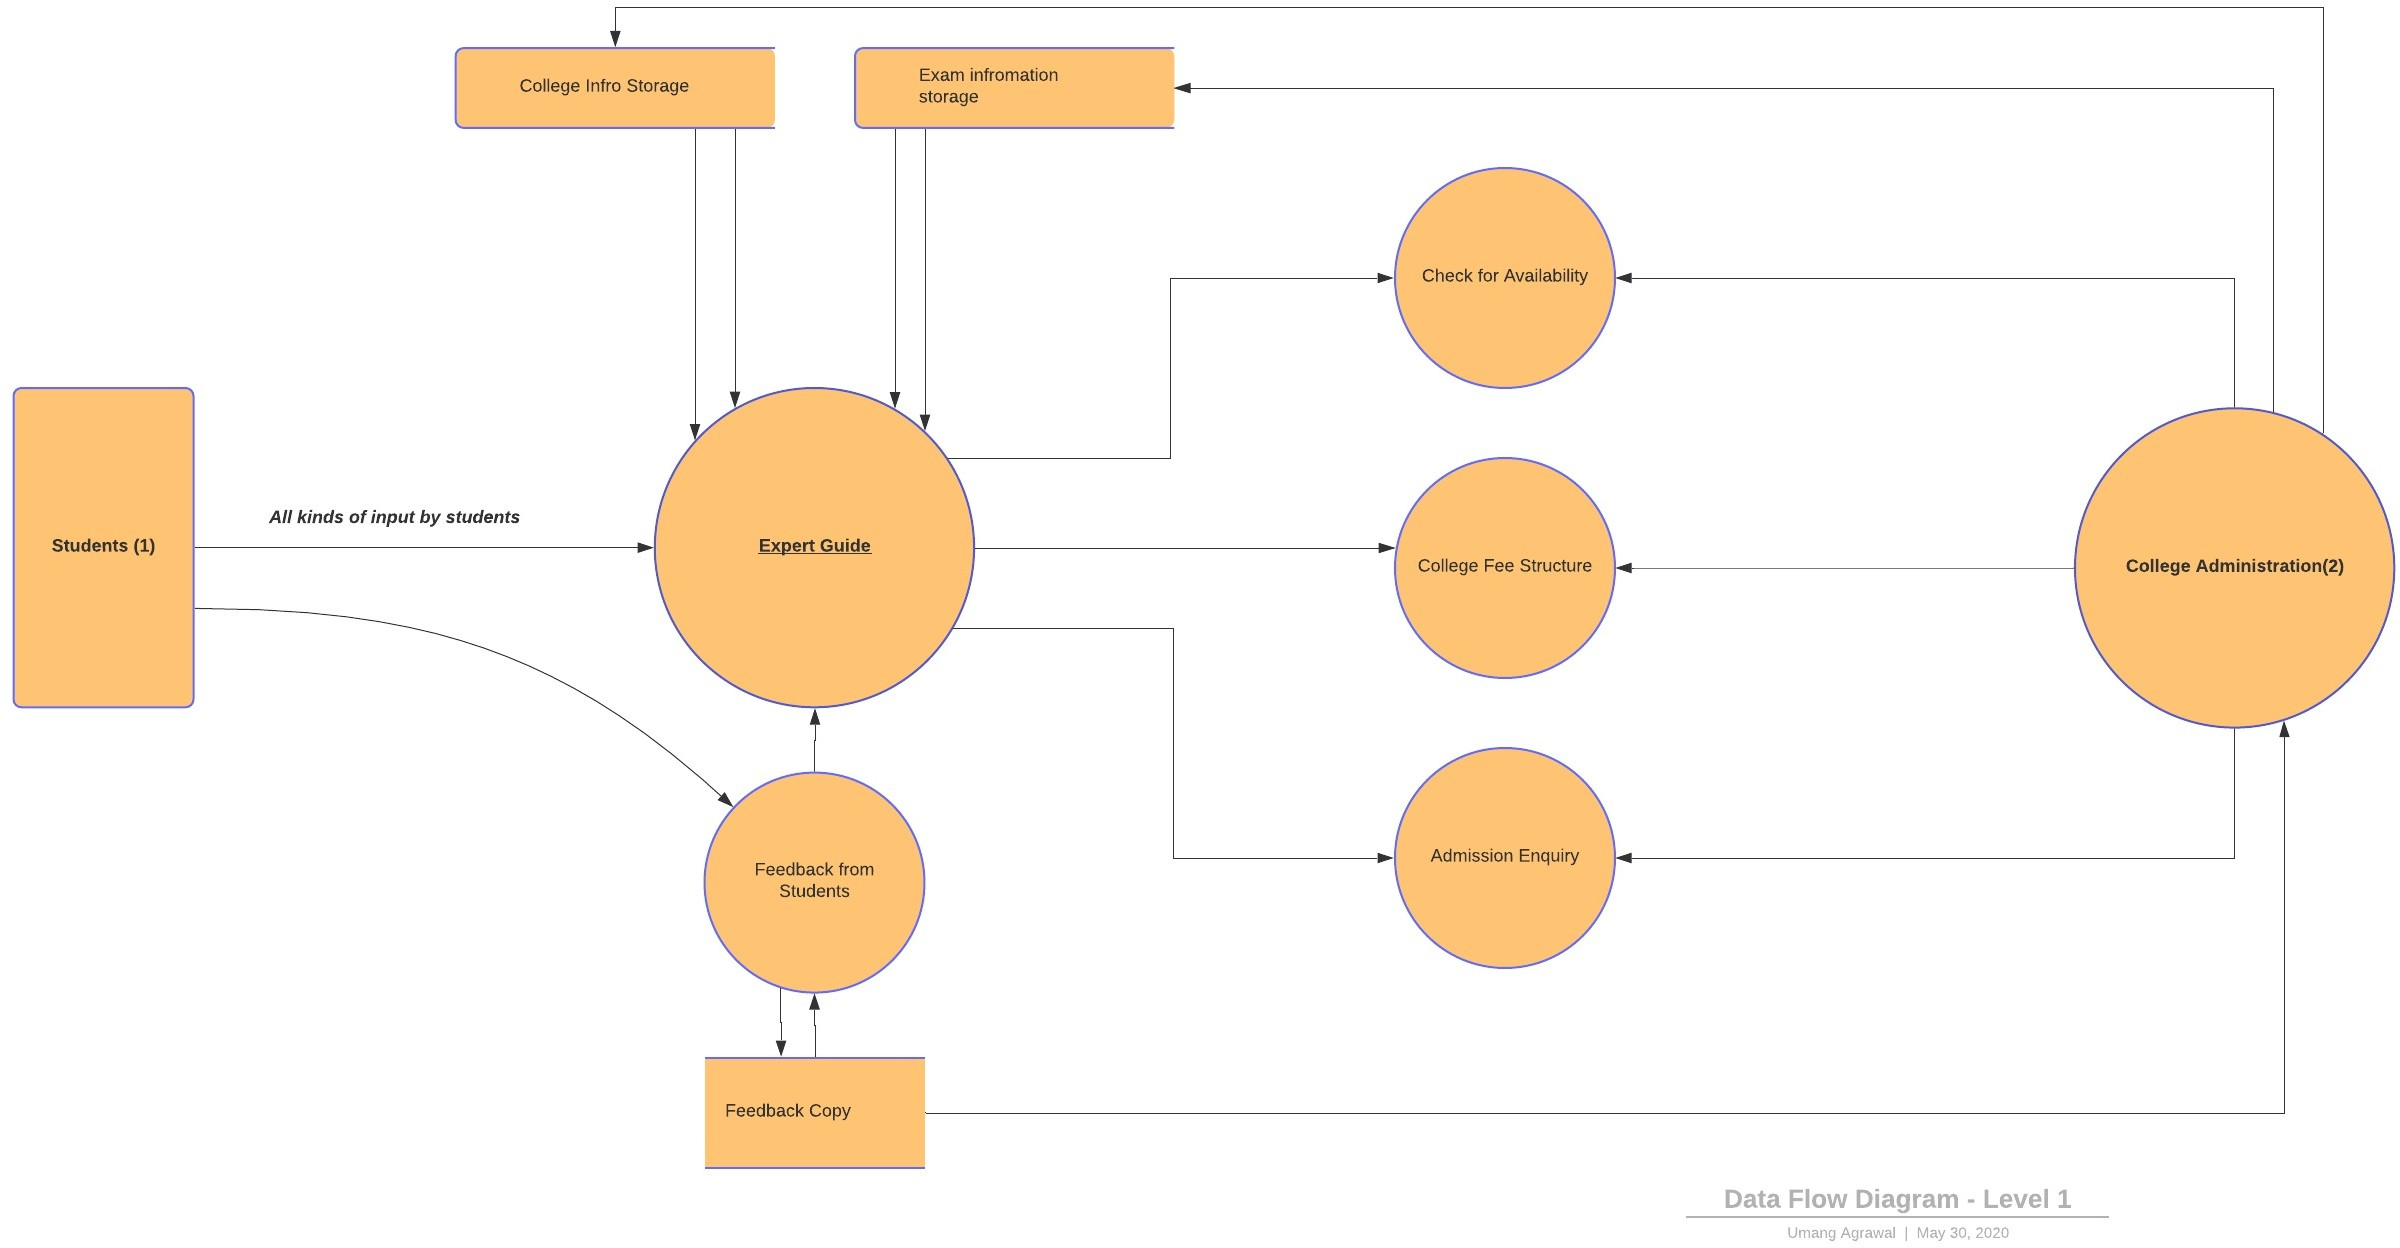 College Infro Storage
Exam infromation
storage
Check for Availability
All kinds of input by students
Students (1)
Expert Guide
College Fee Structure
College Administration(2)
Feedback from
Students
Admission Enquiry
Feedback Copy
Data Flow Diagram - Level 1
Umang Agrawal | May 30, 2020